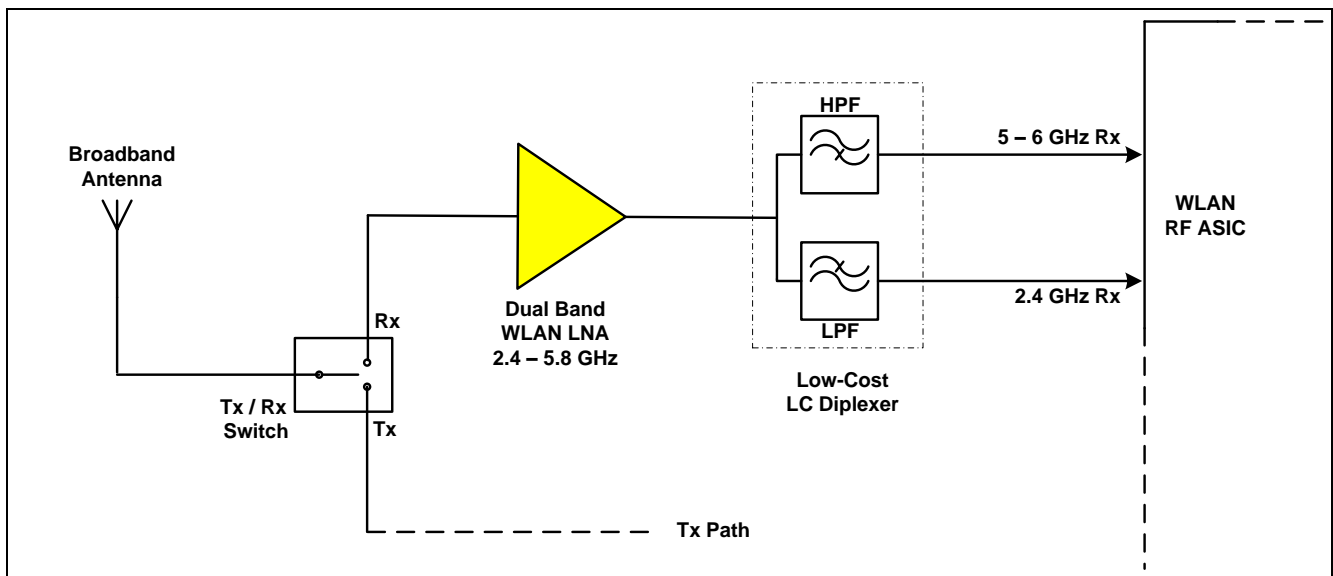 Broadband
Antenna
Tx / Rx
Switch
Rx
Tx
Tx Path
Dual Band
WLAN LNA
2.4 – 5.8 GHz
HPF
LPF
Low-Cost
LC Diplexer
5 – 6 GHz Rx
2.4 GHz Rx
WLAN
RF ASIC